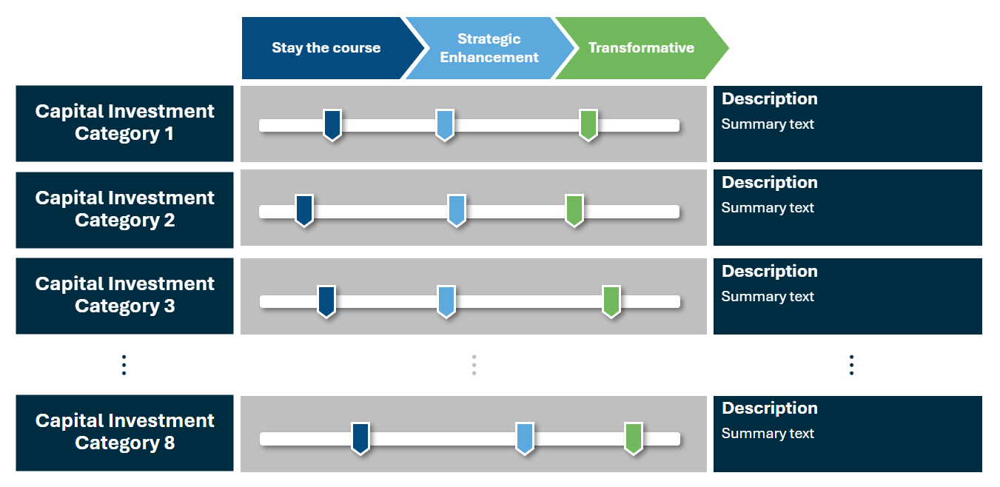 Stay the course
Strategic
Enhancement
Transformative
Capital Investment
Category 1
Description
Summary text
Capital Investment
Category 2
Description
Summary text
Capital Investment
Category 3
Description
Summary text
Capital Investment
Category 8
Description
Summary text